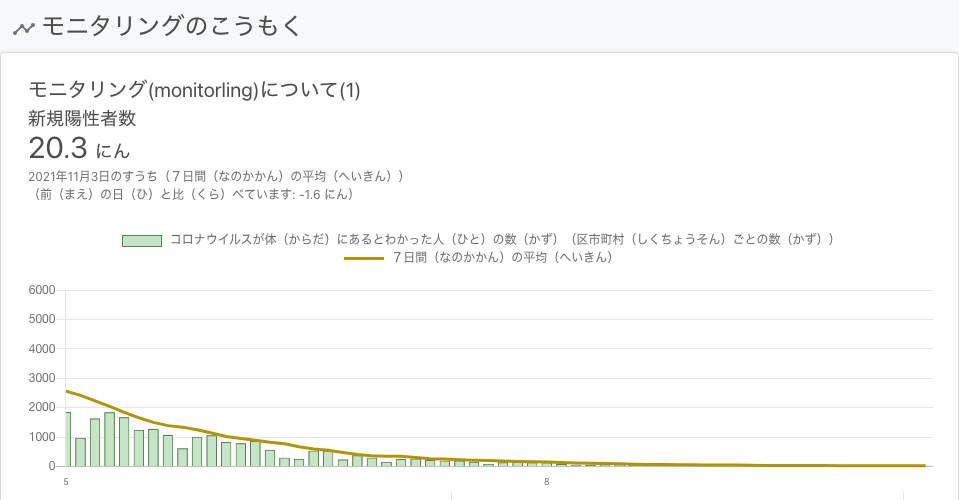 モニタリングのこうもく
モニタリング(monitorling)について(1)
新規陽性者数
20.3 にん
2021年11月3日のすうち（７日間（なのかかん）の平均（へいきん））
（前（まえ）の日（ひ）と比（くら）べています: -1.6 にん）
コロナウイルスが体（からだ）にあるとわかった人（ひと）の数（かず）（区市町村（しくちょうそん）ごとの数（かず））
７日間（なのかかん）の平均（へいきん）
6000
5000
4000
3000
2000
1000
0
5 8